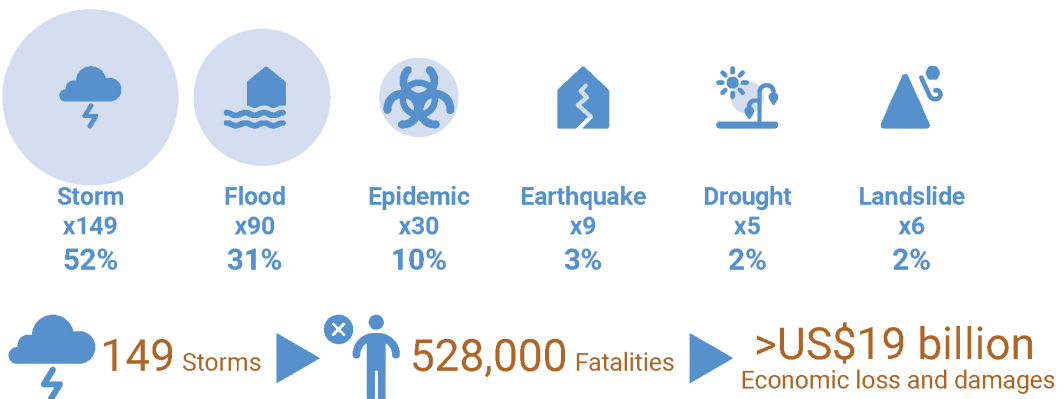 Storm
x149
52%
Flood
x90
31%
Epidemic
x30
10%
Earthquake
x9
3%
Drought
x5
2%
Landslide
x6
2%
149 Storms
528,000 Fatalities
>US$19 billion
Economic loss and damages